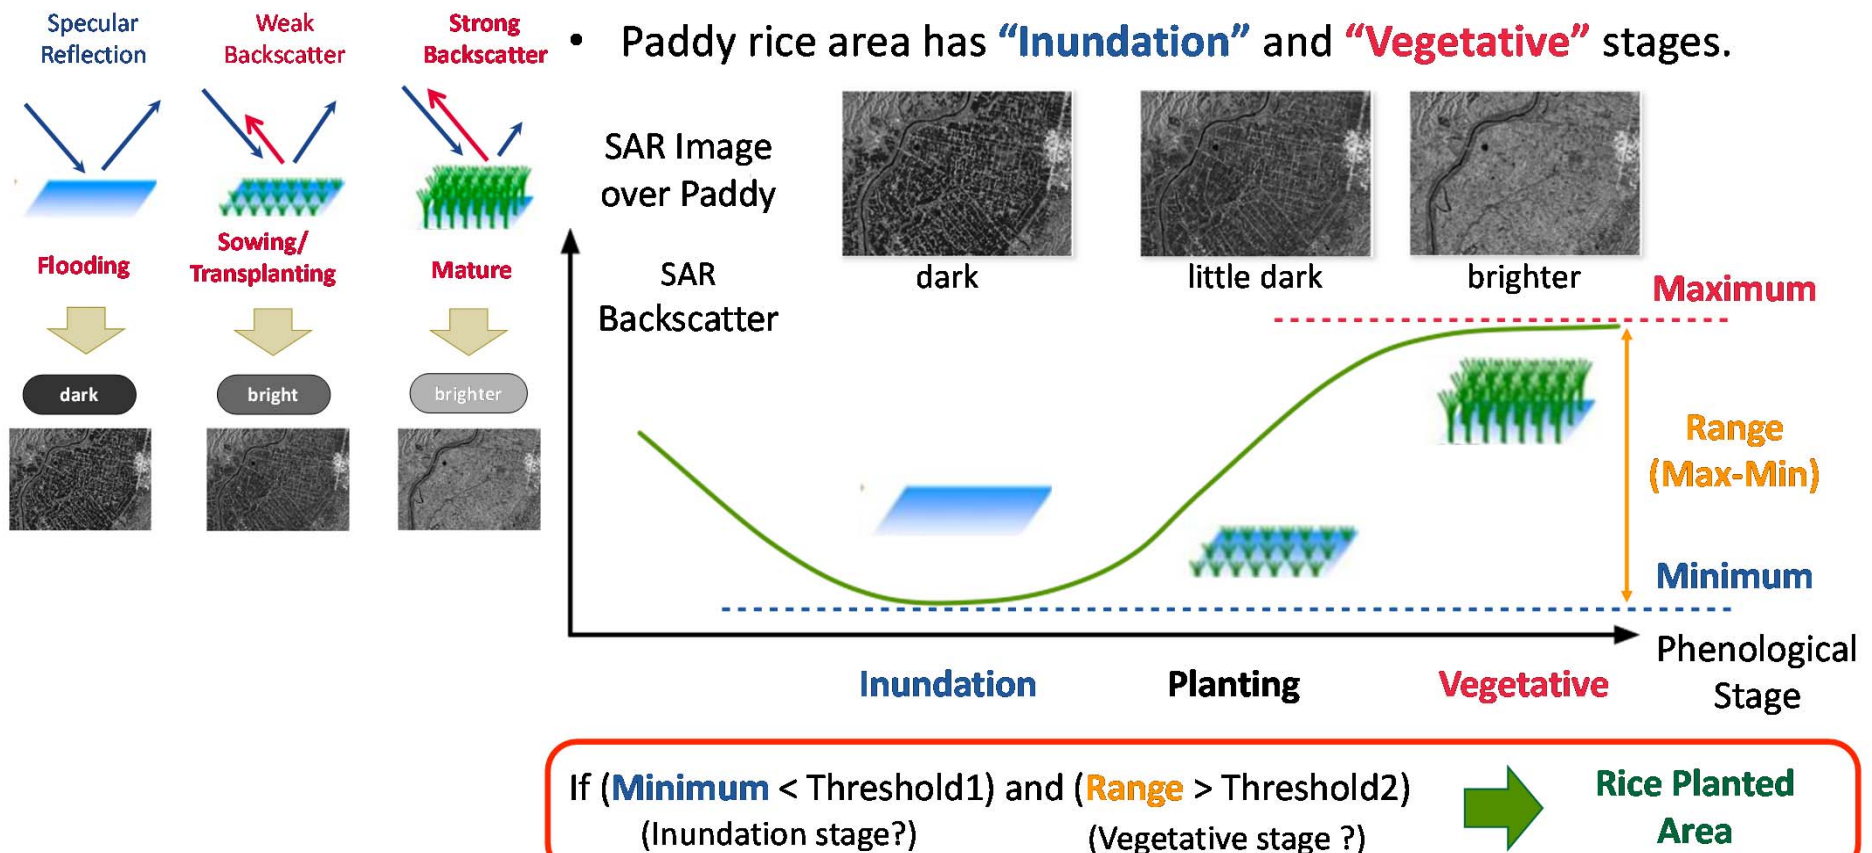 Specular
Reflection
Weak
Backscatter
Strong
Backscatter
Flooding
Sowing/
Transplanting
Mature
dark
bright
brighter
• Paddy rice area has “Inundation” and “Vegetative” stages.
SAR Image
over Paddy
dark
little dark
brighter
SAR
Backscatter
Maximum
Range
(Max-Min)
Minimum
Phenological
Stage
Inundation
Planting
Vegetative
If (Minimum < Threshold1) and (Range > Threshold2)
(Inundation stage?)
(Vegetative stage ?)
Rice Planted
Area